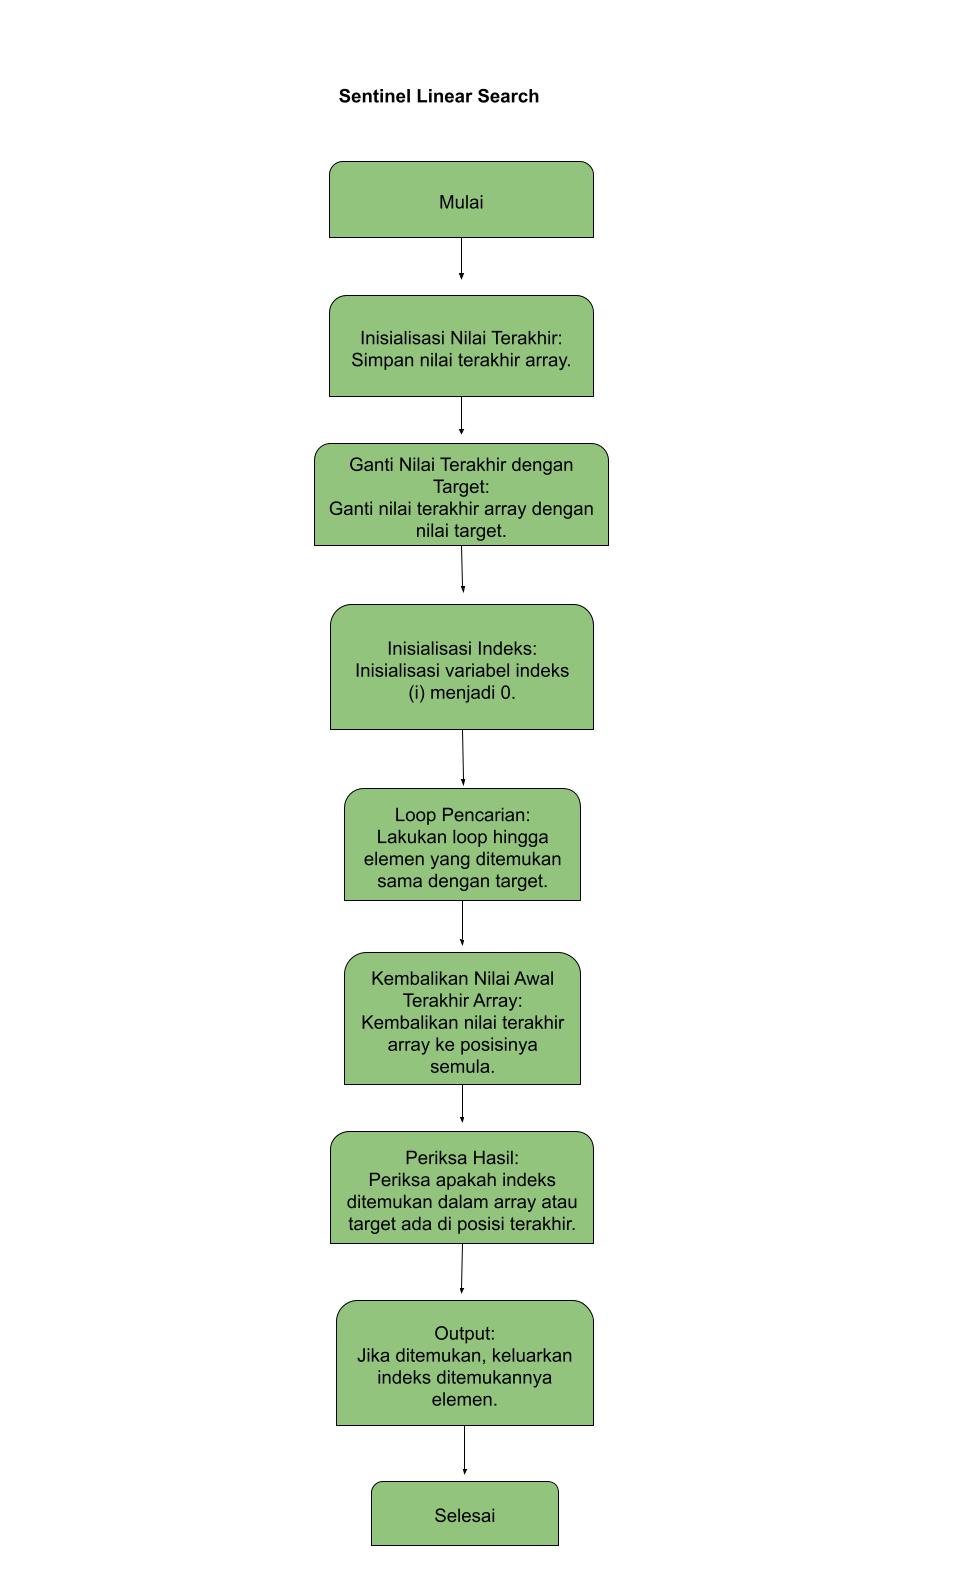 Sentinel Linear Search
Mulai
Inisialisasi Nilai Terakhir:
Simpan nilai terakhir array.
Ganti Nilai Terakhir dengan
Target:
Ganti nilai terakhir array dengan
nilai target.
Inisialisasi Indeks:
Inisialisasi variabel indeks
(i) menjadi 0.
Loop Pencarian:
Lakukan loop hingga
elemen yang ditemukan
sama dengan target.
Kembalikan Nilai Awal
Terakhir Array:
Kembalikan nilai terakhir
array ke posisinya
semula.
Periksa Hasil:
Periksa apakah indeks
ditemukan dalam array atau
target ada di posisi terakhir.
Output:
Jika ditemukan, keluarkan
indeks ditemukannya
elemen.
Selesai